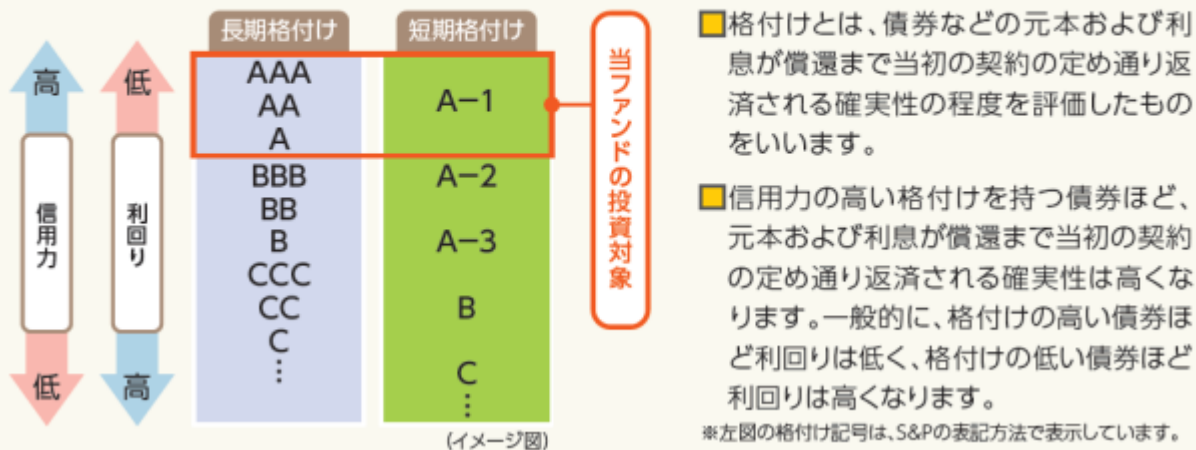 高
信用力
低
低
利回り
高
長期格付け
AAA
AA
A
BBB
BB
B
CCC
CC
C
⋮
短期格付け
A−1
A−2
A−3
B
C
⋮
(イメージ図)
当ファンドの投資対象
■格付けとは、債券などの元本および利
息が償還まで当初の契約の定め通り返
済される確実性の程度を評価したもの
をいいます。
■信用力の高い格付けを持つ債券ほど、
元本および利息が償還まで当初の契約
の定め通り返済される確実性は高くな
ります。一般的に、格付けの高い債券ほ
ど利回りは低く、格付けの低い債券ほど
利回りは高くなります。
※左図の格付け記号は、S&Pの表記方法で表示しています。